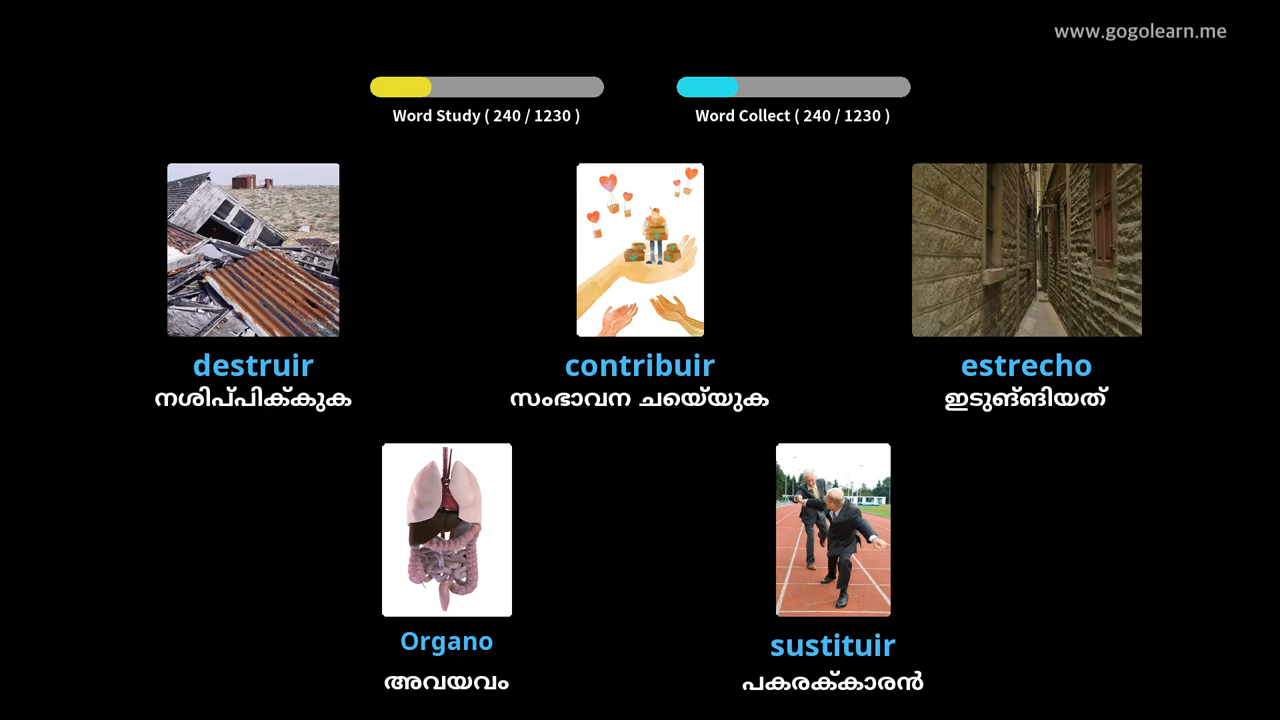 www.gogolearn.me
Word Study ( 240 / 1230 )
Word Collect ( 240 / 1230 )
destruir
contribuir
estrecho
നശിപ്പിക്കുക
സംഭാവന ചെയ്യുക
ഇടുങ്ങിയത്
Organo
sustituir
അവയവം
പകരക്കാരൻ